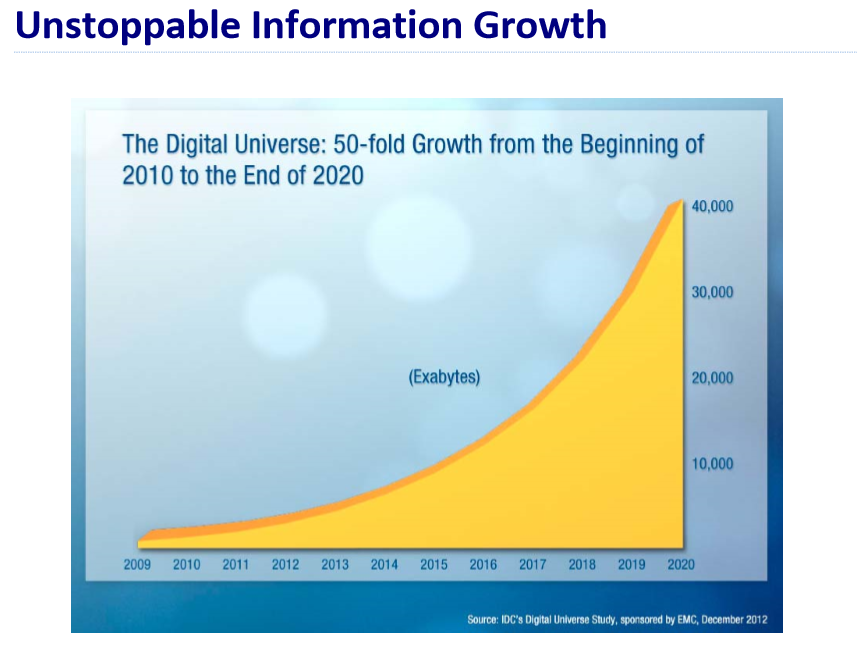 Unstoppable Information Growth
The Digital Universe: 50-fold Growth from the Beginning of
2010 to the End of 2020
40,000
30,000
(Exabytes)
20,000
10,000
2009 2010 2011 2012 2013 2014 2015 2016 2017 2018 2019 2020
Source: IDC's Digital Universe Study, sponsored by EMC, December 2012